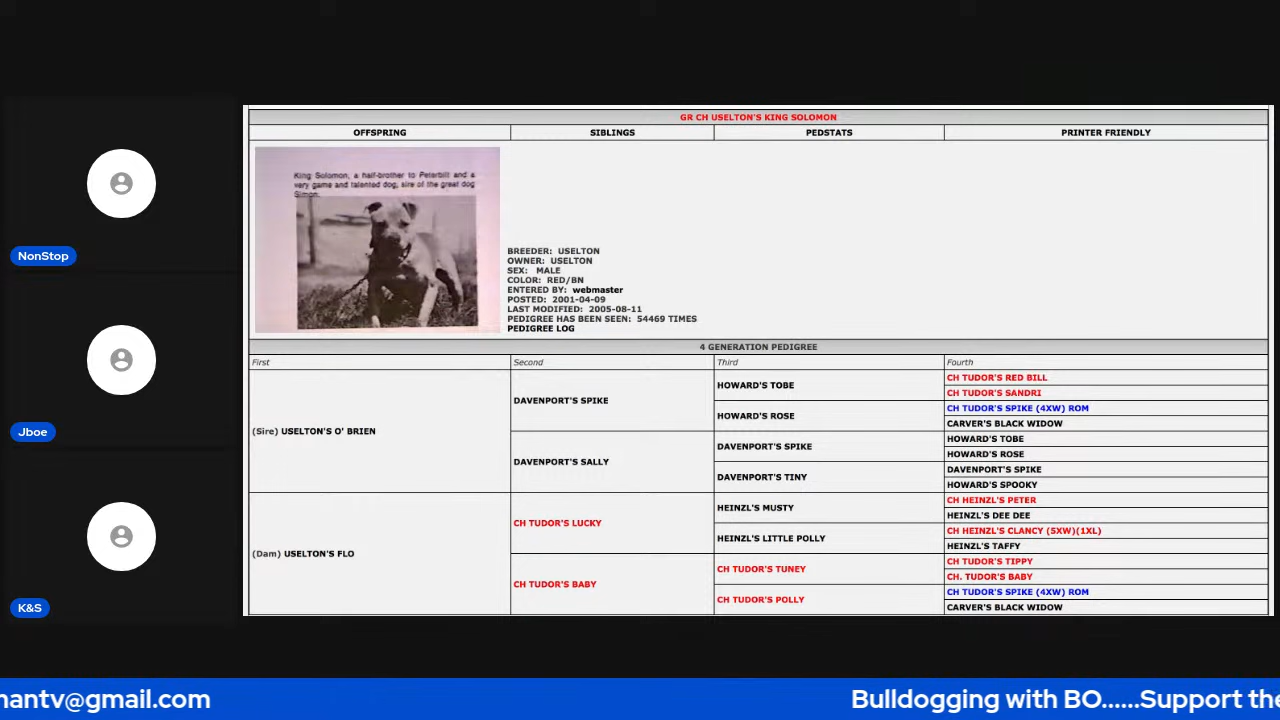 GR CH USELTON'S KING SOLOMON
OFFSPRING SIBLINGS PEDSTATS PRINTER FRIENDLY
King Solomon, a half-brother to Peterbilt and a
very game and talented dog, sire of the great dog
Simon.
BREEDER: USELTON
OWNER: USELTON
SEX: MALE
COLOR: RED/BN
ENTERED BY: webmaster
POSTED: 2001-04-09
LAST MODIFIED: 2005-08-11
PEDIGREE HAS BEEN SEEN: 54469 TIMES
PEDIGREE LOG
4 GENERATION PEDIGREE
First Second Third Fourth
(Sire) USELTON'S O' BRIEN
DAVENPORT'S SPIKE
HOWARD'S TOBE
CH TUDOR'S RED BILL
CH TUDOR'S SANDRI
HOWARD'S ROSE
CH TUDOR'S SPIKE (4XW) ROM
CARVER'S BLACK WIDOW
DAVENPORT'S SALLY
DAVENPORT'S SPIKE
HOWARD'S TOBE
HOWARD'S ROSE
DAVENPORT'S TINY
DAVENPORT'S SPIKE
HOWARD'S SPOOKY
(Dam) USELTON'S FLO
CH TUDOR'S LUCKY
HEINZL'S MUSTY
CH HEINZL'S PETER
HEINZL'S DEE DEE
HEINZL'S LITTLE POLLY
CH HEINZL'S CLANCY (5XW)(1XL)
HEINZL'S TAFFY
CH TUDOR'S BABY
CH TUDOR'S TUNEY
CH TUDOR'S TIPPY
CH. TUDOR'S BABY
CH TUDOR'S POLLY
CH TUDOR'S SPIKE (4XW) ROM
CARVER'S BLACK WIDOW
NonStop
Jboe
K&S
nantv@gmail.com Bulldogging with BO......Support the